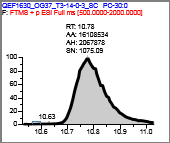 QEF1630_OG37_T3-14-0-3_SC PC-30:0
F: FTMS + p ESI Full ms [500.0000-2000.0000]
RT: 10.78
AA: 16108534
AH: 2067878
SN: 1075.09
100
80
60
40
20
0
10.63
10.6 10.7 10.8 10.9 11.0